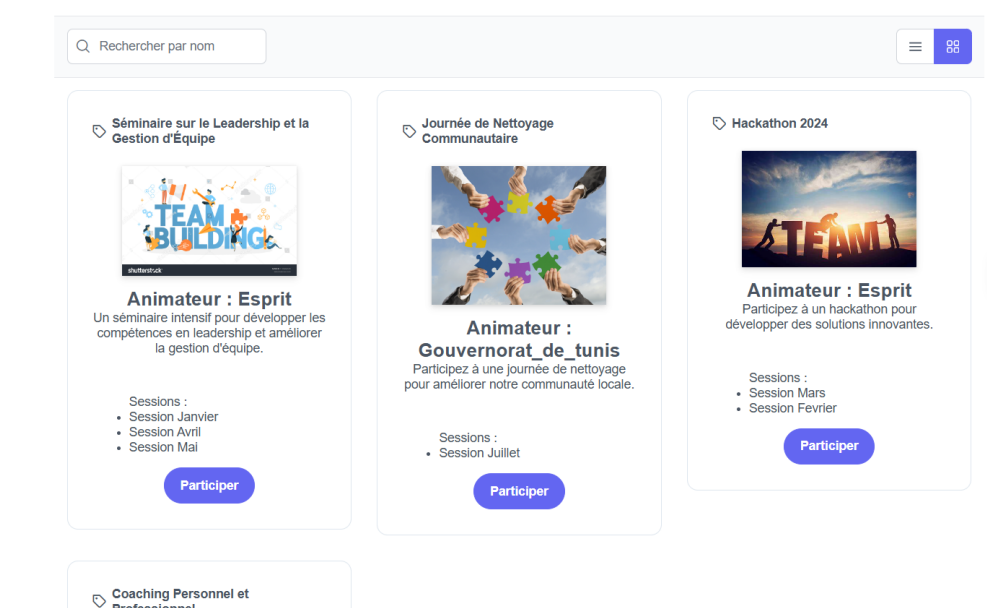 Rechercher par nom
Séminaire sur le Leadership et la
Gestion d'Équipe
TEAM
BUILDING
shutterstock
Animateur : Esprit
Un séminaire intensif pour développer les
compétences en leadership et améliorer
la gestion d'équipe.
Sessions :
Session Janvier
Session Avril
Session Mai
Participer
Journée de Nettoyage
Communautaire
Animateur :
Gouvernorat_de_tunis
Participez à une journée de nettoyage
pour améliorer notre communauté locale.
Sessions :
Session Juillet
Participer
Hackathon 2024
TEAM
Animateur : Esprit
Participez à un hackathon pour
développer des solutions innovantes.
Sessions :
Session Mars
Session Fevrier
Participer
Coaching Personnel et
Professionnel